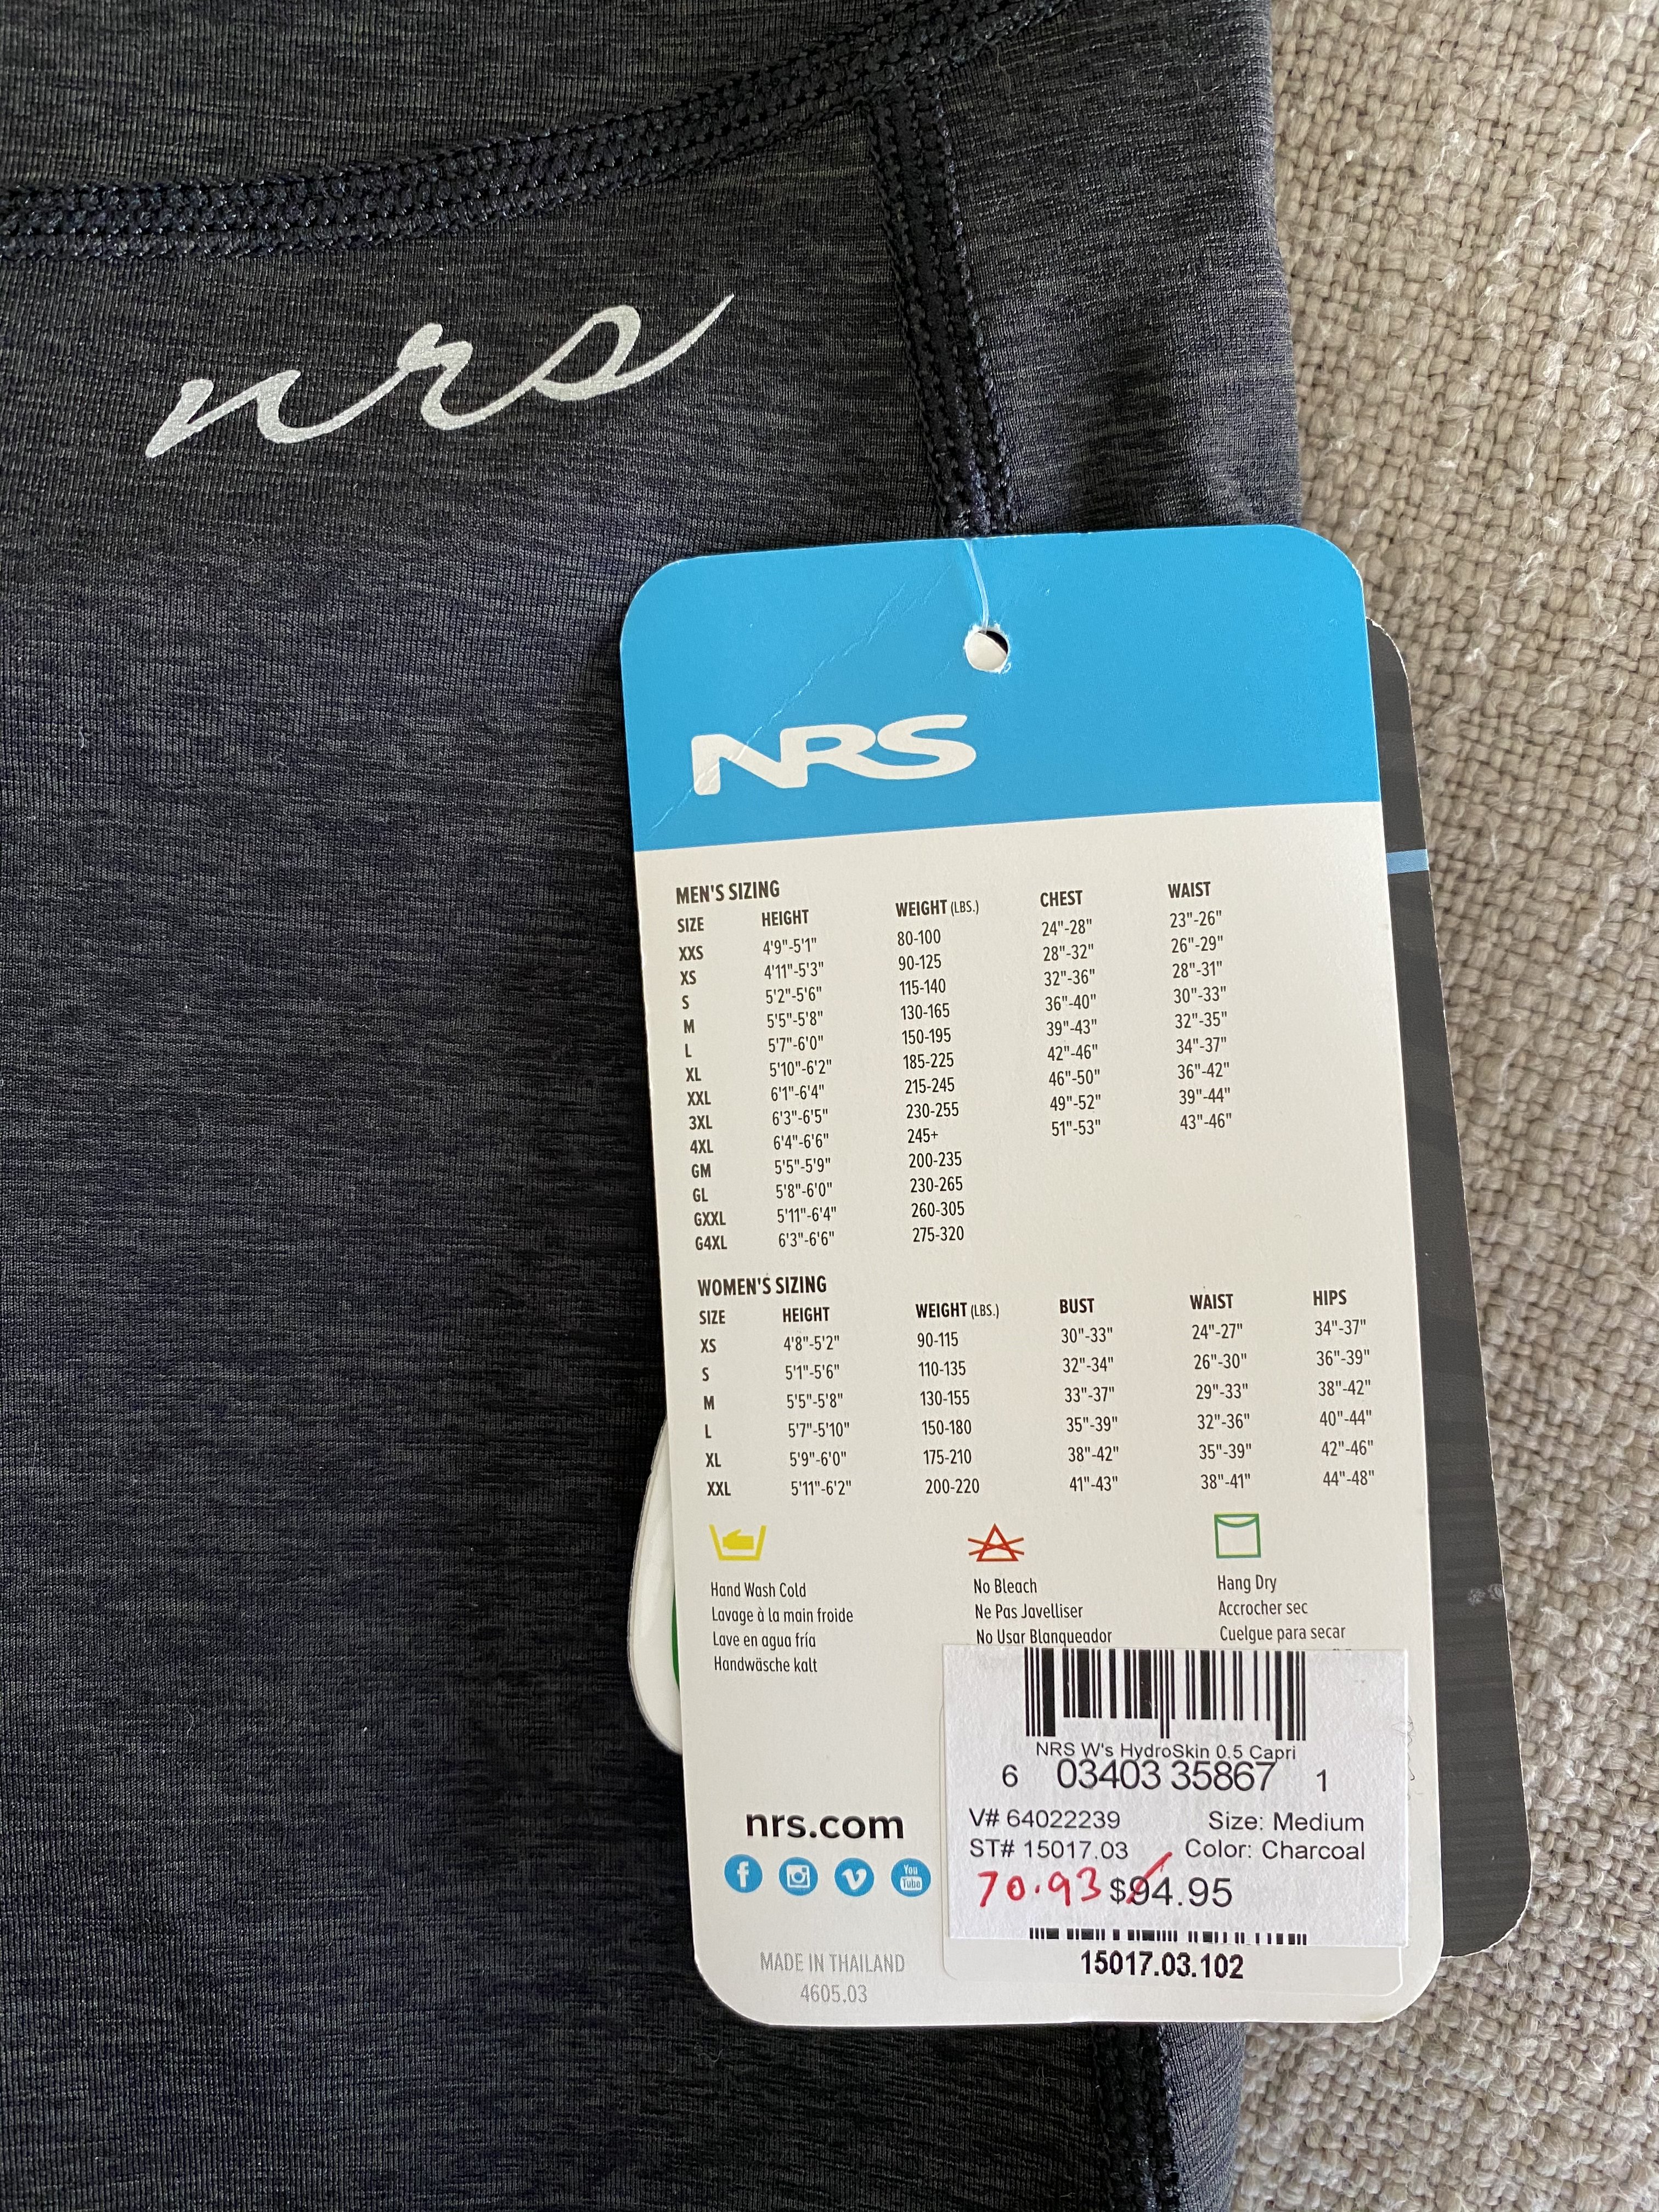 nrs
NRS
MEN'S SIZING
SIZE HEIGHT WEIGHT (LBS.) CHEST WAIST
XXS 4'9"-5'1" 80-100 24"-28" 23"-26"
XS 4'11"-5'3" 90-125 28"-32" 26"-29"
S 5'2"-5'6" 115-140 32"-36" 28"-31"
M 5'5"-5'8" 130-165 36"-40" 30"-33"
L 5'7"-6'0" 150-195 39"-43" 32"-35"
XL 5'10"-6'2" 185-225 42"-46" 34"-37"
XXL 6'1"-6'4" 215-245 46"-50" 36"-42"
3XL 6'3"-6'5" 230-255 49"-52" 39"-44"
4XL 6'4"-6'6" 245+ 51"-53" 43"-46"
GM 5'5"-5'9" 200-235
GL 5'8"-6'0" 230-265
GXXL 5'11"-6'4" 260-305
G4XL 6'3"-6'6" 275-320
WOMEN'S SIZING
SIZE HEIGHT WEIGHT (LBS.) BUST WAIST HIPS
XS 4'8"-5'2" 90-115 30"-33" 24"-27" 34"-37"
S 5'1"-5'6" 110-135 32"-34" 26"-30" 36"-39"
M 5'5"-5'8" 130-155 33"-37" 29"-33" 38"-42"
L 5'7"-5'10" 150-180 35"-39" 32"-36" 40"-44"
XL 5'9"-6'0" 175-210 38"-42" 35"-39" 42"-46"
XXL 5'11"-6'2" 200-220 41"-43" 38"-41" 44"-48"
Hand Wash Cold No Bleach Hang Dry
Lavage à la main froide Ne Pas Javelliser Accrocher sec
Lave en agua fría No Usar Blanqueador Cuelgue para secar
Handwäsche kalt
NRS W's HydroSkin 0.5 Capri
6 03403 35867 1
V# 64022239 Size: Medium
ST# 15017.03 Color: Charcoal
70.93 $94.95
15017.03.102
nrs.com
You Tube
MADE IN THAILAND
4605.03